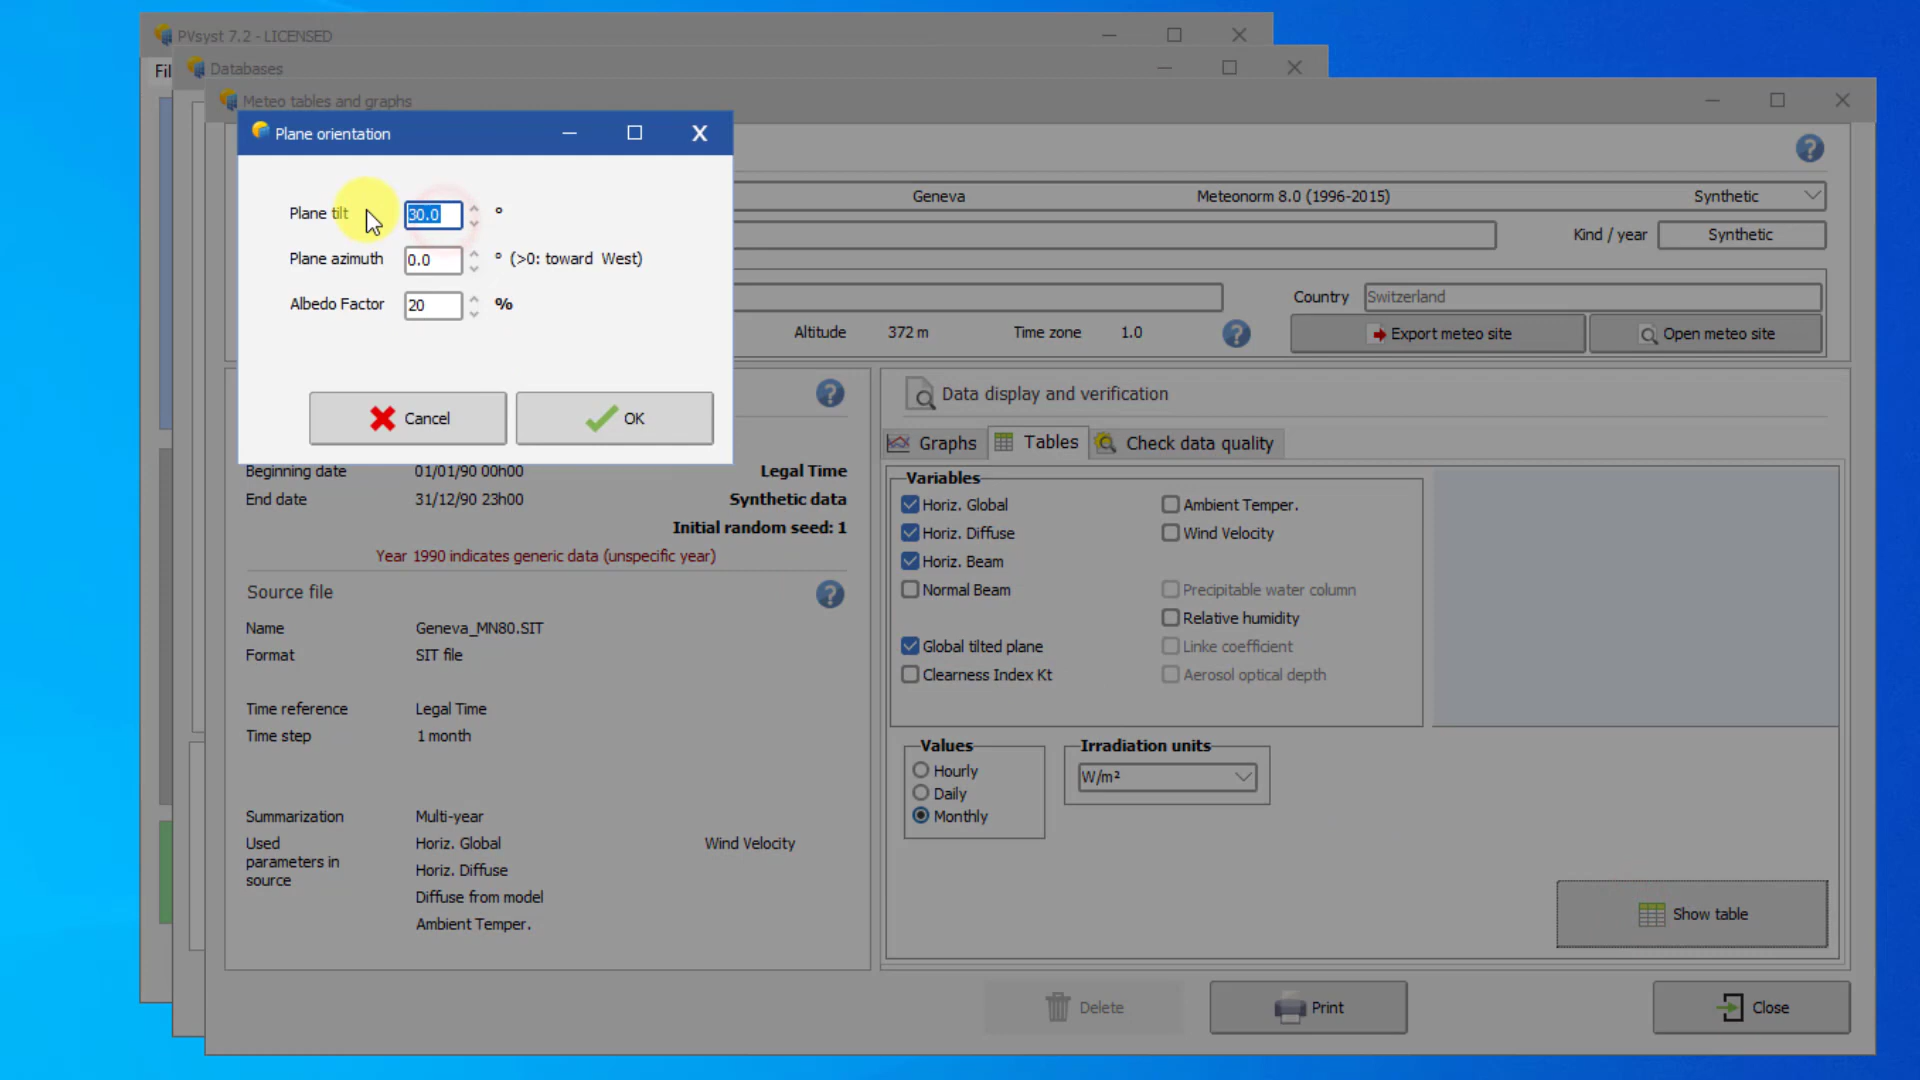 PVsyst 7.2 - LICENSED
Fil
Databases
Meteo tables and graphs
Plane orientation
X
Plane tilt 30.0 °
Plane azimuth 0.0 ° (>0: toward West)
Albedo Factor 20 %
Cancel OK
Geneva Meteonorm 8.0 (1996-2015) Synthetic
Kind / year Synthetic
Country Switzerland
Altitude 372 m Time zone 1.0
Export meteo site Open meteo site
Beginning date 01/01/90 00h00 Legal Time
End date 31/12/90 23h00 Synthetic data
Initial random seed: 1
Year 1990 indicates generic data (unspecific year)
Source file
Name Geneva_MN80.SIT
Format SIT file
Time reference Legal Time
Time step 1 month
Summarization Multi-year
Used parameters in source
Horiz. Global Wind Velocity
Horiz. Diffuse
Diffuse from model
Ambient Temper.
Data display and verification
Graphs Tables Check data quality
Variables
Horiz. Global Ambient Temper.
Horiz. Diffuse Wind Velocity
Horiz. Beam
Normal Beam Precipitable water column
Relative humidity
Global tilted plane Linke coefficient
Clearness Index Kt Aerosol optical depth
Values Irradiation units
Hourly W/m²
Daily
Monthly
Show table
Delete Print Close